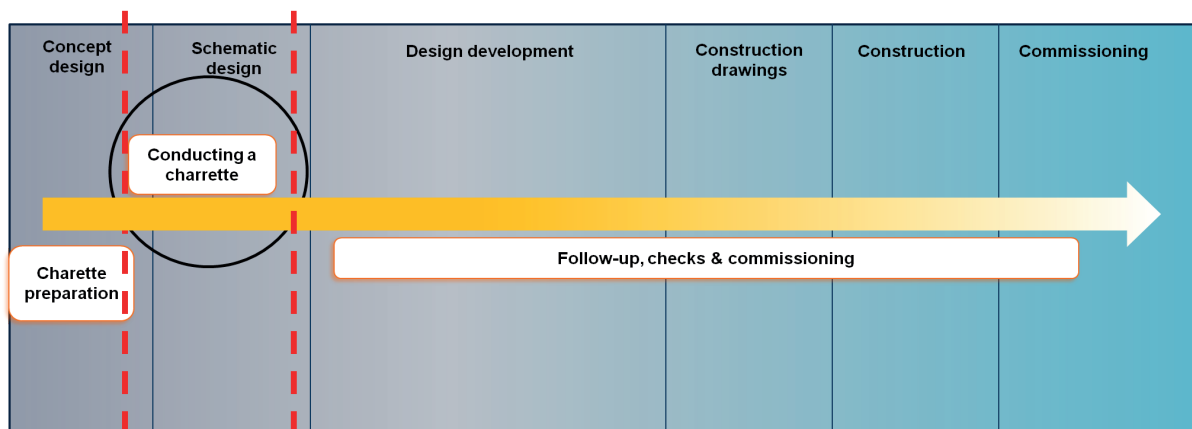 Concept
design
Schematic
design
Design development
Construction
drawings
Construction
Commissioning
Conducting a
charrette
Charette
preparation
Follow-up, checks & commissioning